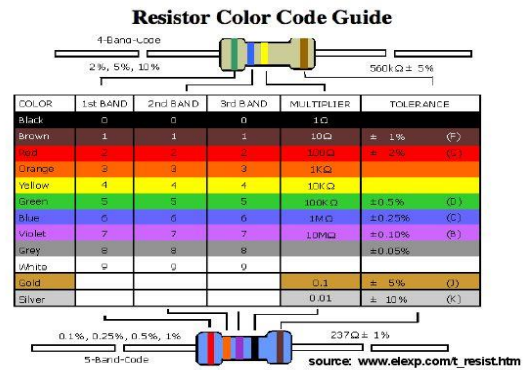 Resistor Color Code Guide
4-Band-Code
2%, 5%, 10%
560kΩ ± 5%
COLOR 1st BAND 2nd BAND 3rd BAND MULTIPLIER TOLERANCE
Black 0 0 0 1Ω
Brown 1 1 1 10Ω ± 1% (F)
Red 2 2 2 100Ω ± 2% (G)
Orange 3 3 3 1KΩ
Yellow 4 4 4 10KΩ
Green 5 5 5 100KΩ ±0.5% (D)
Blue 6 6 6 1MΩ ±0.25% (C)
Violet 7 7 7 10MΩ ±0.10% (B)
Grey 8 8 8 ±0.05%
White 9 9 9
Gold 0.1 ± 5% (J)
Silver 0.01 ± 10% (K)
0.1%, 0.25%, 0.5%, 1%
237Ω ± 1%
5-Band-Code
source: www.elexp.com/t_resist.htm